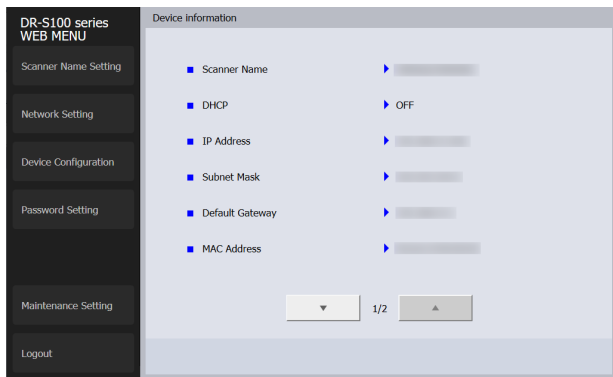 DR-S100 series
WEB MENU
Device information
Scanner Name Setting
Network Setting
Device Configuration
Password Setting
Maintenance Setting
Logout
Scanner Name
DHCP
OFF
IP Address
Subnet Mask
Default Gateway
MAC Address
1/2